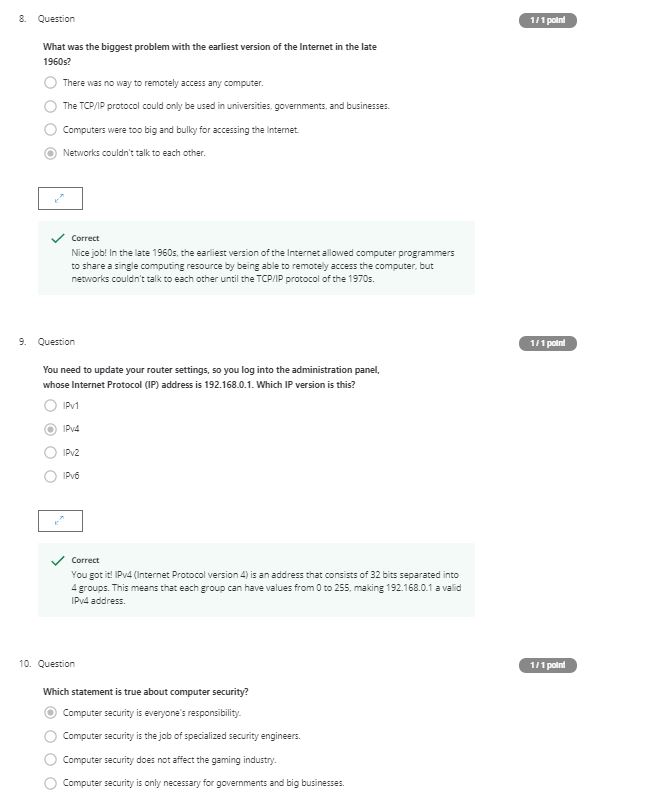 8. Question
1 / 1 point
What was the biggest problem with the earliest version of the Internet in the late
1960s?
There was no way to remotely access any computer.
The TCP/IP protocol could only be used in universities, governments, and businesses.
Computers were too big and bulky for accessing the Internet.
Networks couldn't talk to each other.
Correct
Nice job! In the late 1960s, the earliest version of the Internet allowed computer programmers
to share a single computing resource by being able to remotely access the computer, but
networks couldn't talk to each other until the TCP/IP protocol of the 1970s.
9. Question
1 / 1 point
You need to update your router settings, so you log into the administration panel,
whose Internet Protocol (IP) address is 192.168.0.1. Which IP version is this?
IPv1
IPv4
IPv2
IPv6
Correct
You got it! IPv4 (Internet Protocol version 4) is an address that consists of 32 bits separated into
4 groups. This means that each group can have values from 0 to 255, making 192.168.0.1 a valid
IPv4 address.
10. Question
1 / 1 point
Which statement is true about computer security?
Computer security is everyone's responsibility.
Computer security is the job of specialized security engineers.
Computer security does not affect the gaming industry.
Computer security is only necessary for governments and big businesses.